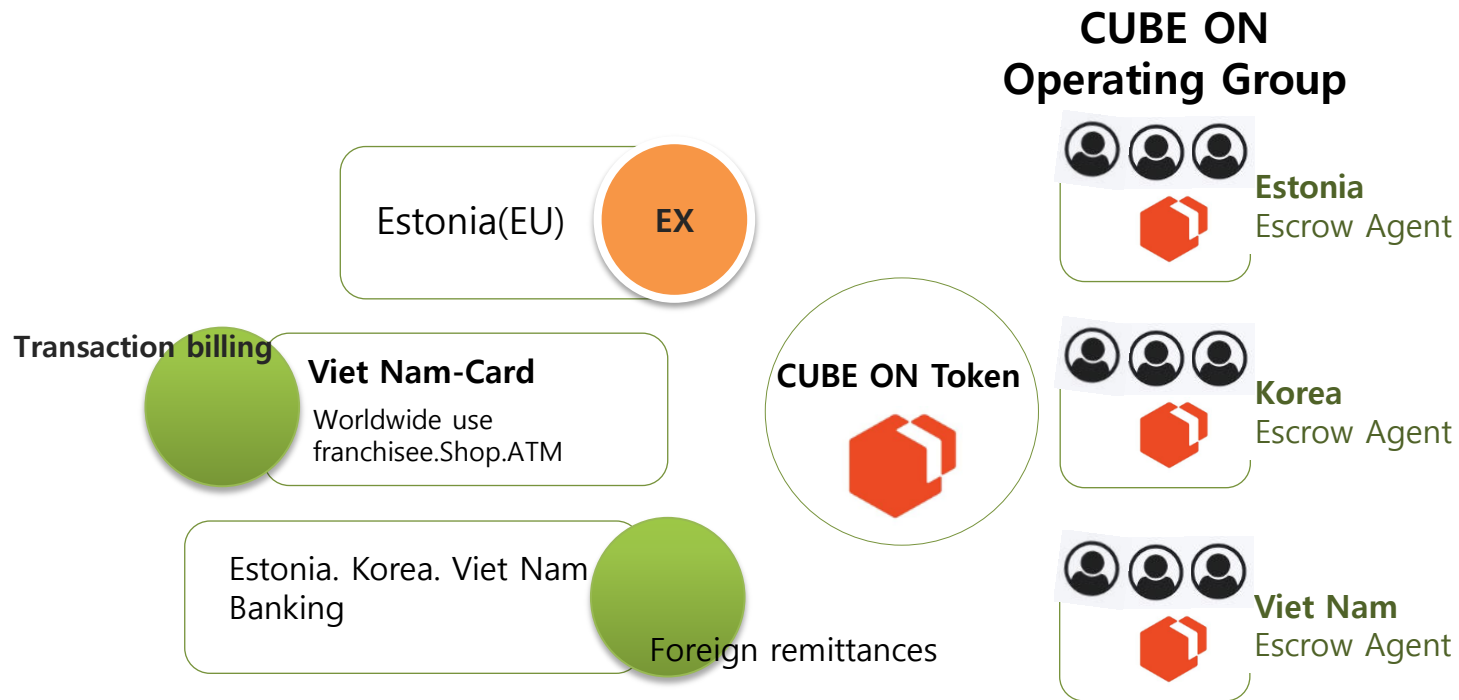 CUBE ON
Operating Group
Estonia(EU)
EX
Transaction billing
Viet Nam-Card
Worldwide use
franchisee.Shop.ATM
Estonia. Korea. Viet Nam
Banking
Foreign remittances
CUBE ON Token
Estonia
Escrow Agent
Korea
Escrow Agent
Viet Nam
Escrow Agent